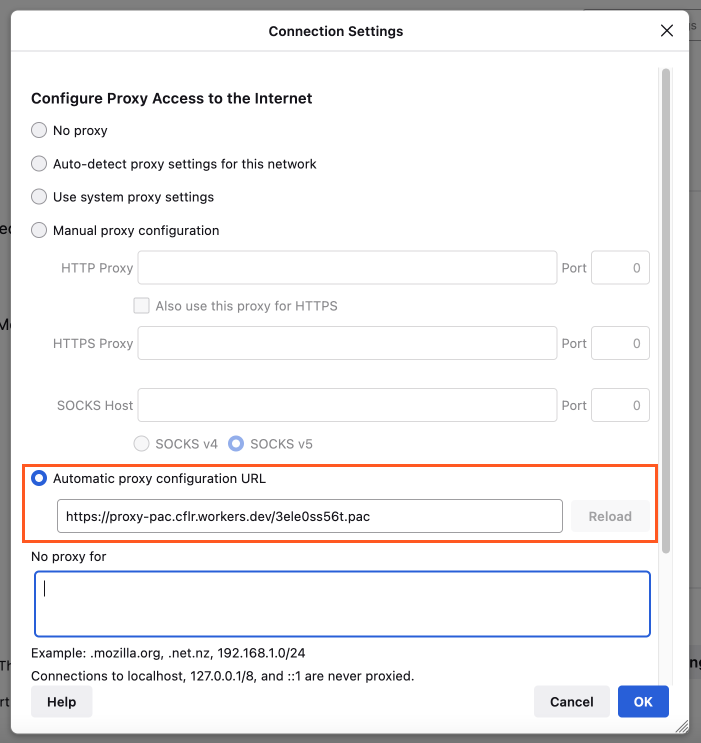 Connection Settings
Configure Proxy Access to the Internet
No proxy
Auto-detect proxy settings for this network
Use system proxy settings
Manual proxy configuration
HTTP Proxy Port 0
Also use this proxy for HTTPS
HTTPS Proxy Port 0
SOCKS Host Port 0
SOCKS v4 SOCKS v5
Automatic proxy configuration URL
https://proxy-pac.cflr.workers.dev/3ele0ss56t.pac Reload
No proxy for
Example: .mozilla.org, .net.nz, 192.168.1.0/24
Connections to localhost, 127.0.0.1/8, and ::1 are never proxied.
Help Cancel OK